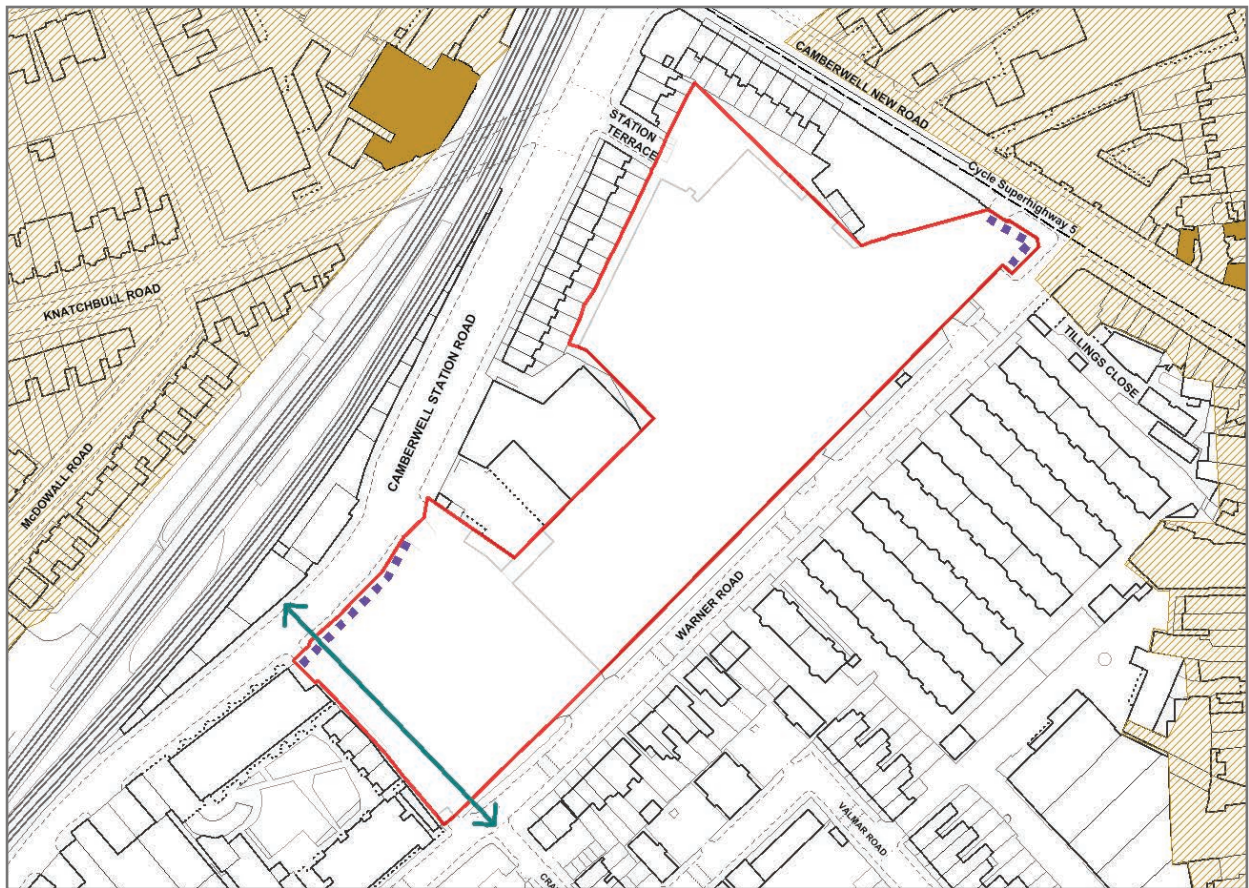 CAMBERWELL NEW ROAD
STATION
TERRACE
Cycle Superhighway 5
KNATCHBULL ROAD
TILLINGS CLOSE
CAMBERWELL STATION ROAD
McDOWALL ROAD
WARNER ROAD
VALMAR ROAD
CRA